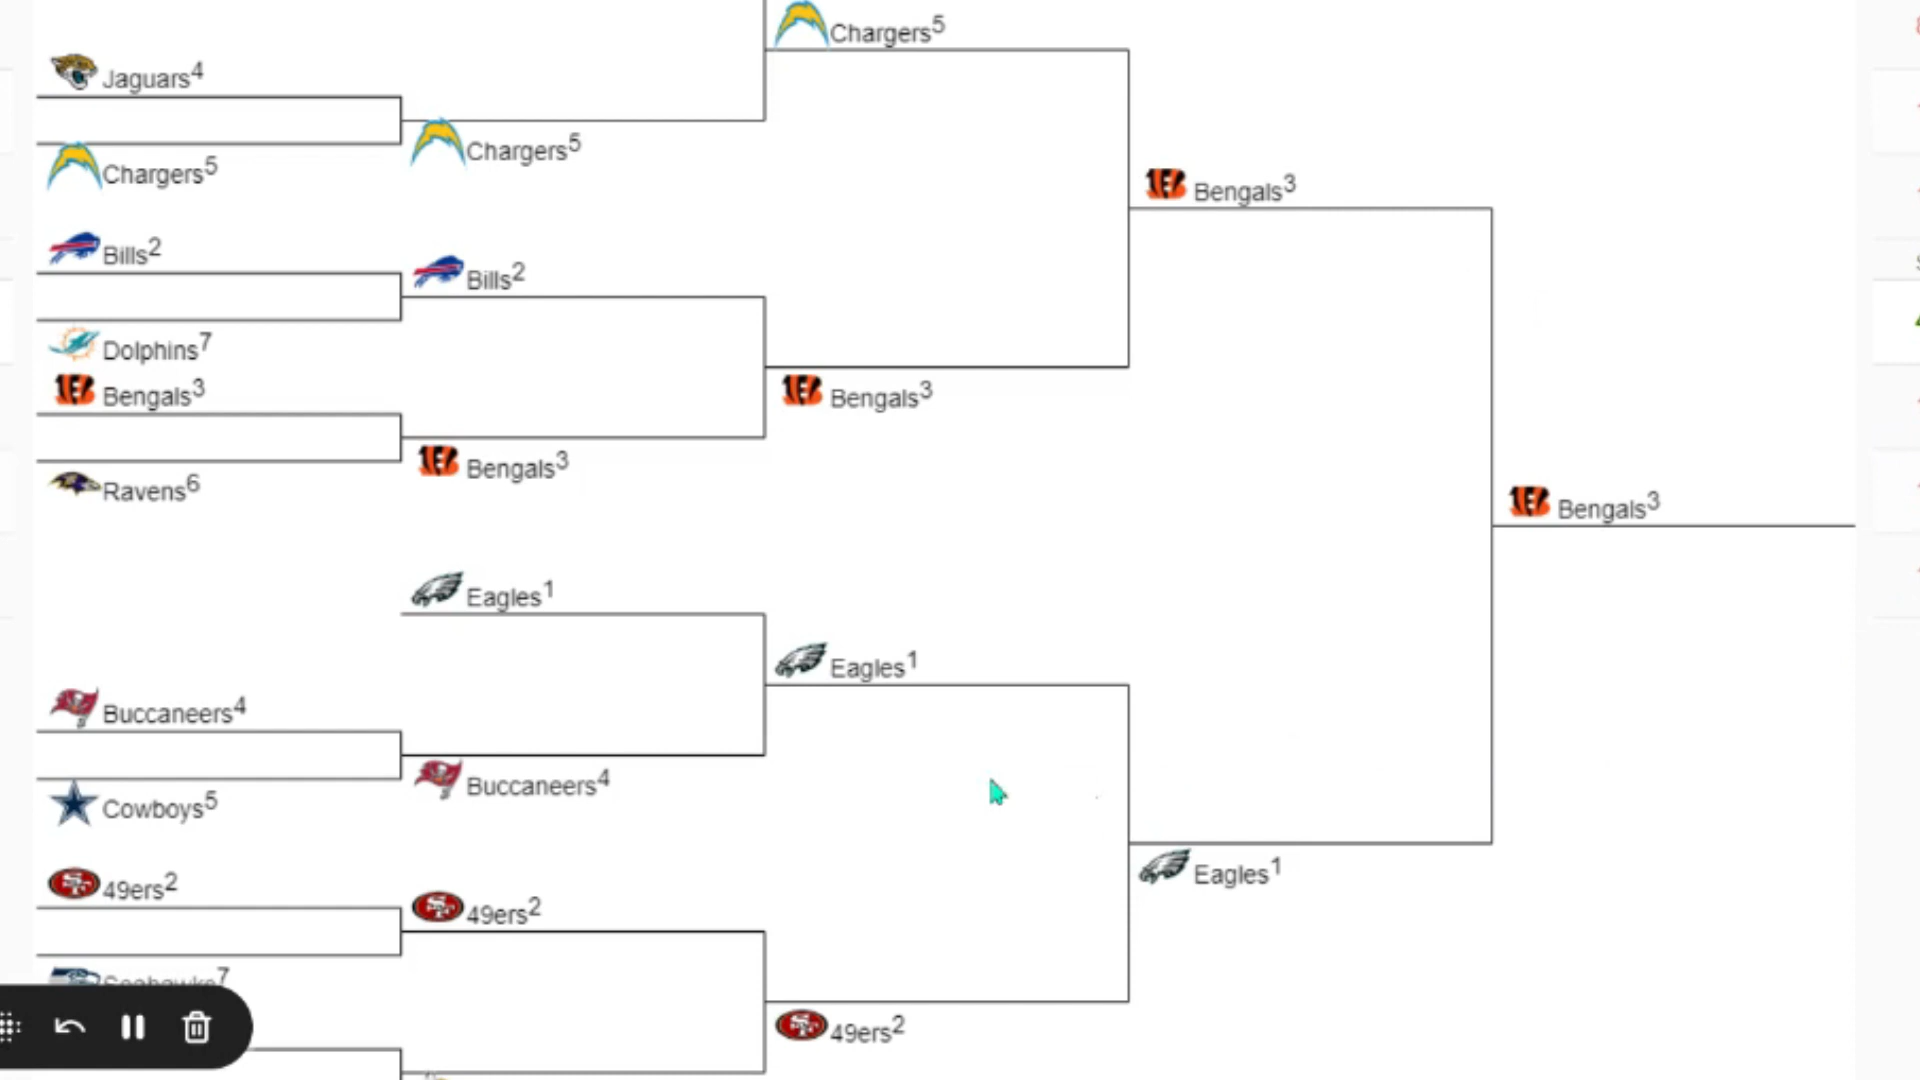 Chargers5
Jaguars4
Chargers5
Chargers5
Bengals3
Bills2
Bills2
Dolphins7
Bengals3
Bengals3
Bengals3
Ravens6
Bengals3
Eagles1
Eagles1
Buccaneers4
Buccaneers4
Cowboys5
Eagles1
49ers2
49ers2
Seahawks7
49ers2